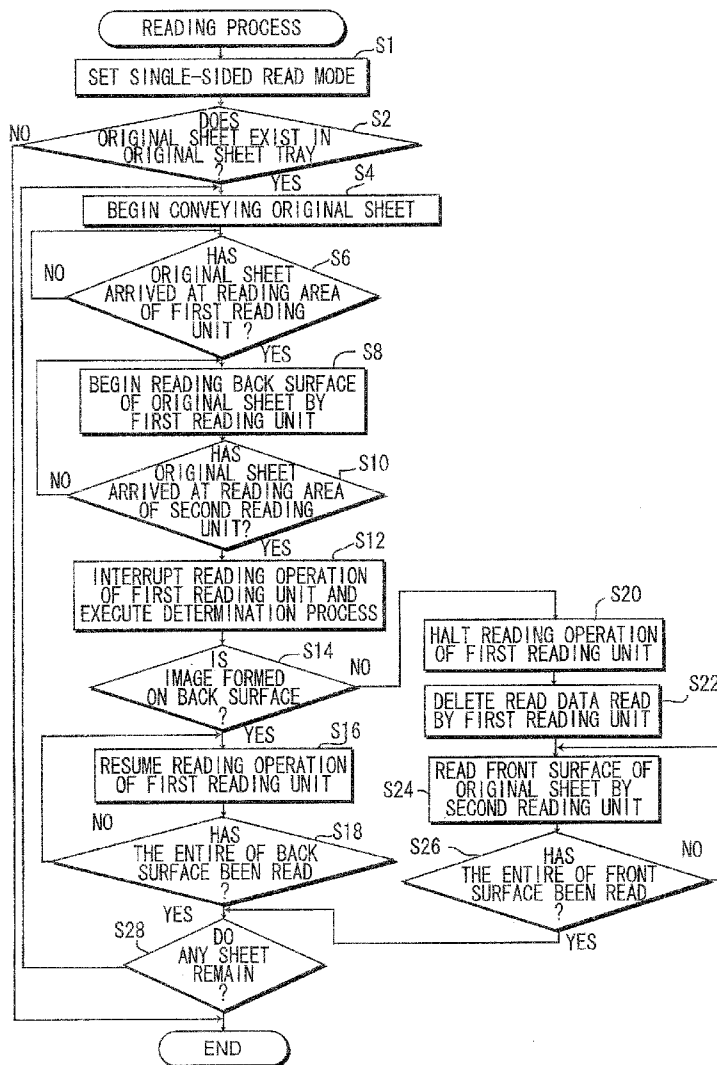 READING PROCESS
S1
SET SINGLE-SIDED READ MODE
S2
NO
DOES
ORIGINAL SHEET EXIST IN
ORIGINAL SHEET TRAY
?
YES
S4
BEGIN CONVEYING ORIGINAL SHEET
S6
NO
HAS
ORIGINAL SHEET
ARRIVED AT READING AREA
OF FIRST READING
UNIT ?
YES
S8
BEGIN READING BACK SURFACE
OF ORIGINAL SHEET BY
FIRST READING UNIT
S10
NO
HAS
ORIGINAL SHEET
ARRIVED AT READING AREA
OF SECOND READING
UNIT?
YES
S12
INTERRUPT READING OPERATION
OF FIRST READING UNIT AND
EXECUTE DETERMINATION PROCESS
S14
NO
IS
IMAGE FORMED
ON BACK SURFACE
?
YES
S16
RESUME READING OPERATION
OF FIRST READING UNIT
S18
NO
HAS
THE ENTIRE OF BACK
SURFACE BEEN READ
?
YES
S20
HALT READING OPERATION
OF FIRST READING UNIT
S22
DELETE READ DATA READ
BY FIRST READING UNIT
S24
READ FRONT SURFACE OF
ORIGINAL SHEET BY
SECOND READING UNIT
S26
NO
HAS
THE ENTIRE OF FRONT
SURFACE BEEN READ
?
YES
S28
DO
ANY SHEET
REMAIN
?
END